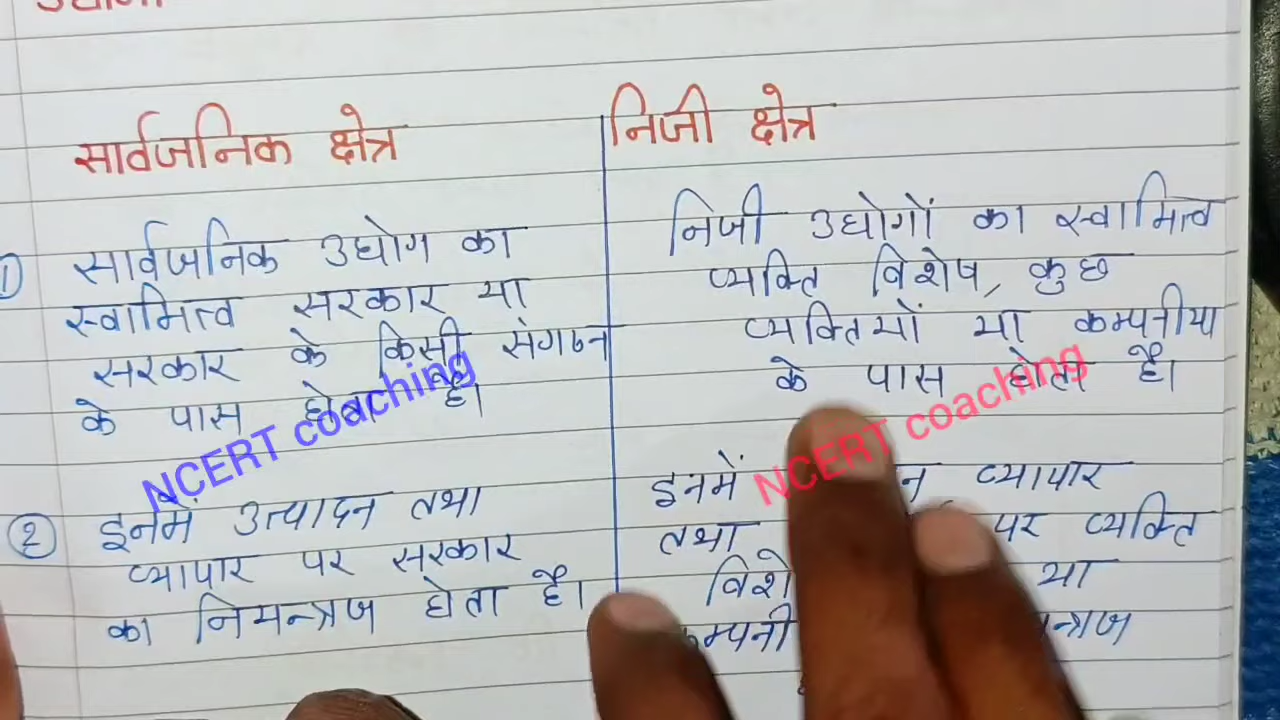 सार्वजनिक क्षेत्र
निजी क्षेत्र
① सार्वजनिक उद्योग का
स्वामित्व सरकार या
सरकार के किसी संगठन
के पास होता है।
निजी उद्योगों का स्वामित्व
व्यक्ति विशेष, कुछ
व्यक्तियों या कम्पनीया
के पास होता है।
② इनमें उत्पादन तथा
व्यापार पर सरकार
का नियन्त्रण होता है।
इनमें व्यापार
तथा पर व्यक्ति
या
कम्पनी
NCERT coaching
NCERT coaching